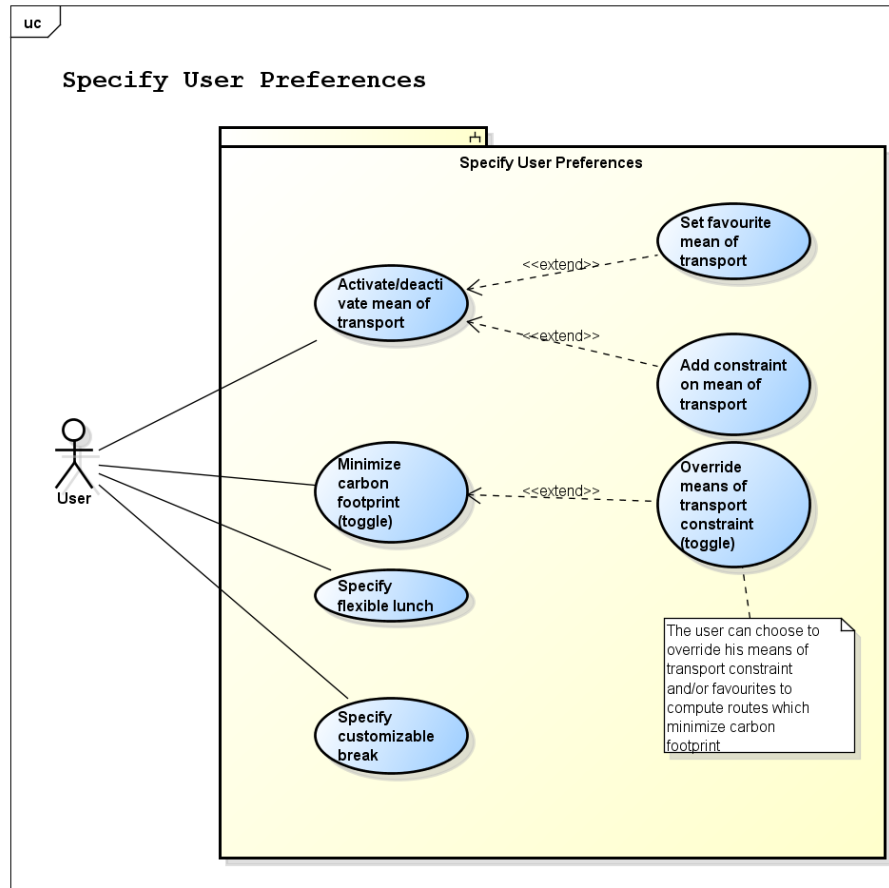 uc
Specify User Preferences
Specify User Preferences
Set favourite
mean of
transport
<<extend>>
Activate/deacti
vate mean of
transport
<<extend>>
Add constraint
on mean of
transport
User
Minimize
carbon
footprint
(toggle)
<<extend>>
Override
means of
transport
constraint
(toggle)
Specify
flexible lunch
The user can choose to
override his means of
transport constraint
and/or favourites to
compute routes which
minimize carbon
footprint
Specify
customizable
break